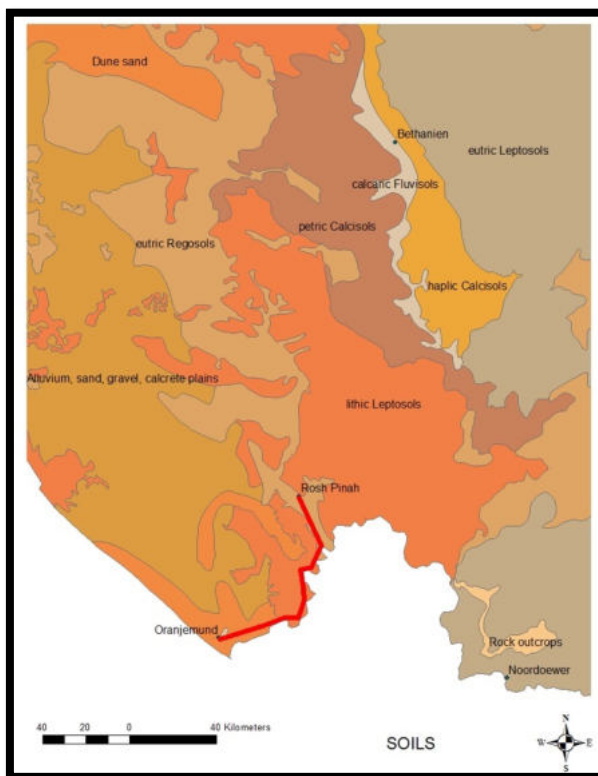 Dune sand
Bethanien
eutric Leptosols
calcaric Fluvisols
petric Calcisols
eutric Regosols
haplic Calcisols
Alluvium, sand, gravel, calcrete plains
lithic Leptosols
Rosh Pinah
Oranjemund
Rock outcrops
Noordoewer
40 20 0 40 Kilometers
SOILS
N
W E
S